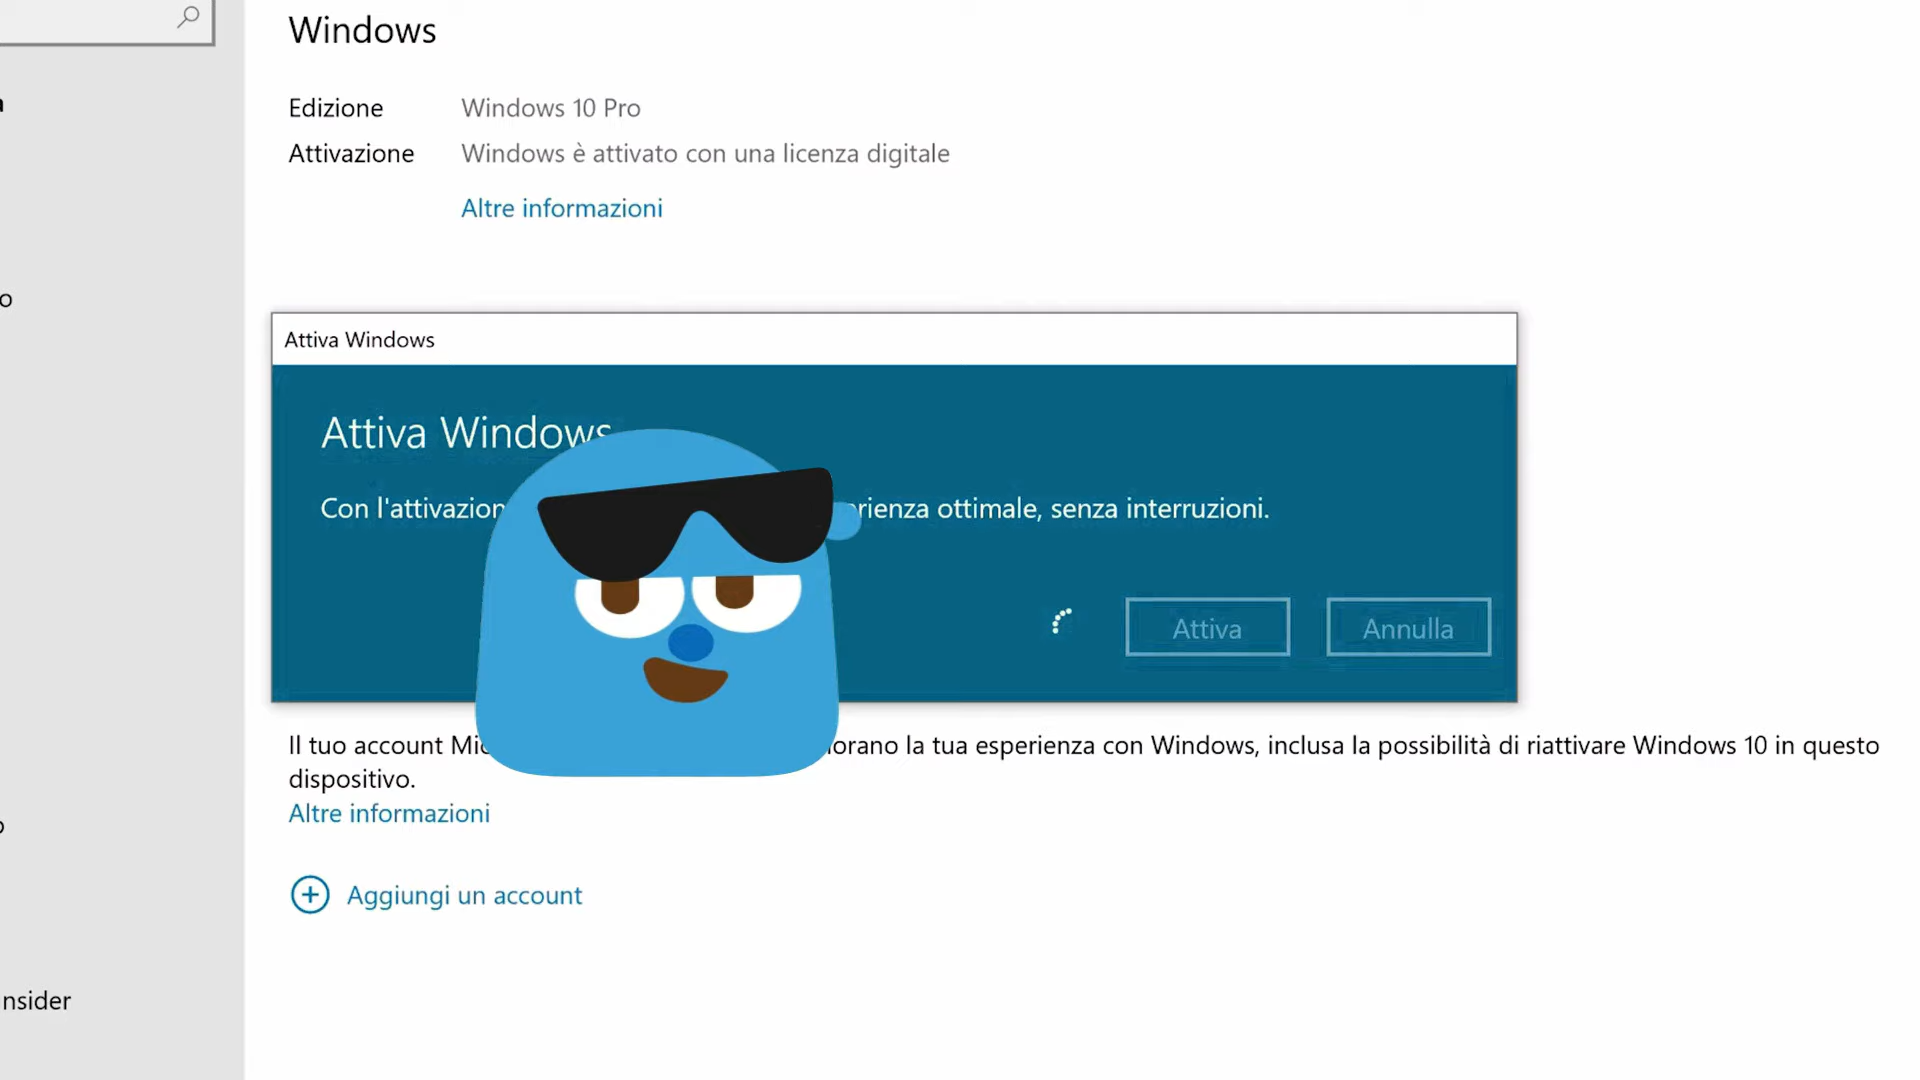 Windows
Edizione Windows 10 Pro
Attivazione Windows è attivato con una licenza digitale
Altre informazioni
Attiva Windows
Attiva Windows
Con l'attivazion rienza ottimale, senza interruzioni.
Attiva Annulla
Il tuo account orano la tua esperienza con Windows, inclusa la possibilità di riattivare Windows 10 in questo
dispositivo.
Altre informazioni
Aggiungi un account
nsider